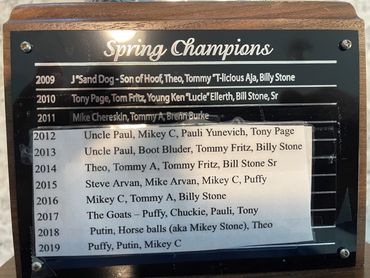 Spring Champions
2009 J "Sand Dog - Son of Hoof, Theo, Tommy "T-licious Aja, Billy Stone
2010 Tony Page, Tom Fritz, Young Ken "Lucie" Ellerth, Bill Stone, Sr
2011 Mike Chereskin, Tommy A, Brenn Burke
2012 Uncle Paul, Mikey C, Pauli Yunevich, Tony Page
2013 Uncle Paul, Boot Bluder, Tommy Fritz, Billy Stone
2014 Theo, Tommy A, Tommy Fritz, Bill Stone Sr
2015 Steve Arvan, Mike Arvan, Mikey C, Puffy
2016 Mikey C, Tommy A, Billy Stone
2017 The Goats – Puffy, Chuckie, Pauli, Tony
2018 Putin, Horse balls (aka Mikey Stone), Theo
2019 Puffy, Putin, Mikey C